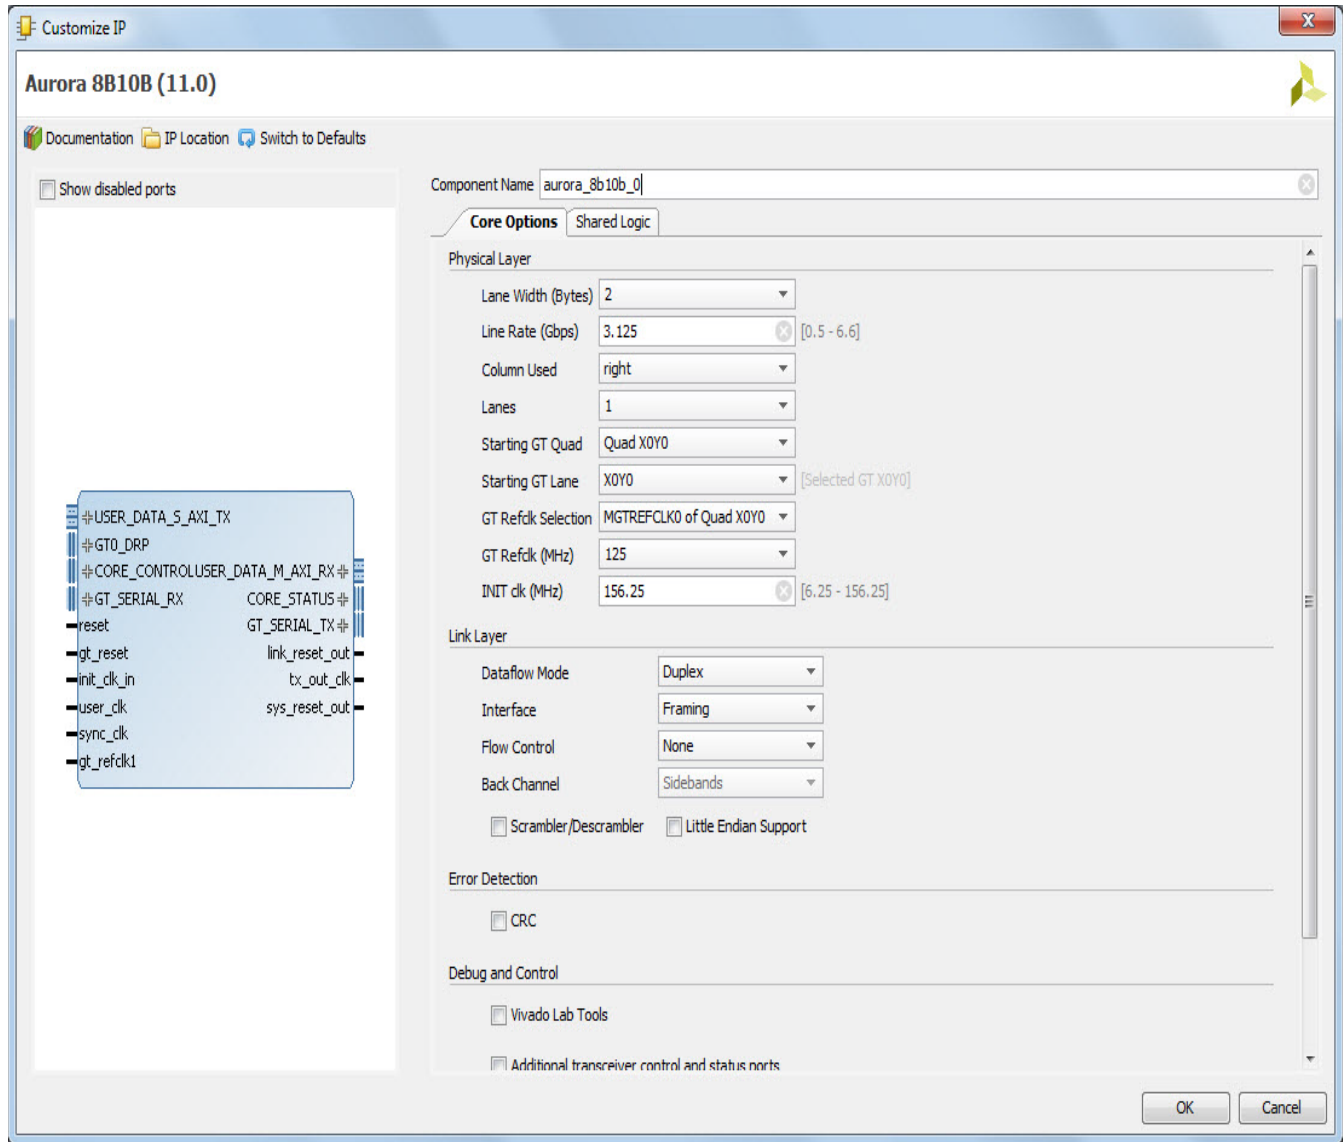 Customize IP
X
Aurora 8B10B (11.0)
Documentation IP Location Switch to Defaults
Show disabled ports
USER_DATA_S_AXI_TX
GT0_DRP
CORE_CONTROL USER_DATA_M_AXI_RX
GT_SERIAL_RX CORE_STATUS
reset GT_SERIAL_TX
gt_reset link_reset_out
init_clk_in tx_out_clk
user_clk sys_reset_out
sync_clk
gt_refclk1
Component Name aurora_8b10b_0
Core Options Shared Logic
Physical Layer
Lane Width (Bytes) 2
Line Rate (Gbps) 3.125 [0.5 - 6.6]
Column Used right
Lanes 1
Starting GT Quad Quad X0Y0
Starting GT Lane X0Y0 [Selected GT X0Y0]
GT Refclk Selection MGTREFCLK0 of Quad X0Y0
GT Refclk (MHz) 125
INIT clk (MHz) 156.25 [6.25 - 156.25]
Link Layer
Dataflow Mode Duplex
Interface Framing
Flow Control None
Back Channel Sidebands
Scrambler/Descrambler Little Endian Support
Error Detection
CRC
Debug and Control
Vivado Lab Tools
Additional transceiver control and status ports
OK Cancel